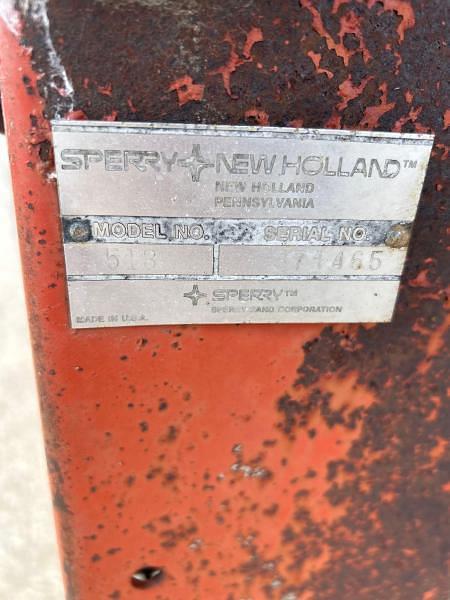 SPERRY NEW HOLLAND™
NEW HOLLAND
PENNSYLVANIA
MODEL NO. SERIAL NO.
518
SPERRY™
SPERRY RAND CORPORATION
MADE IN U.S.A.